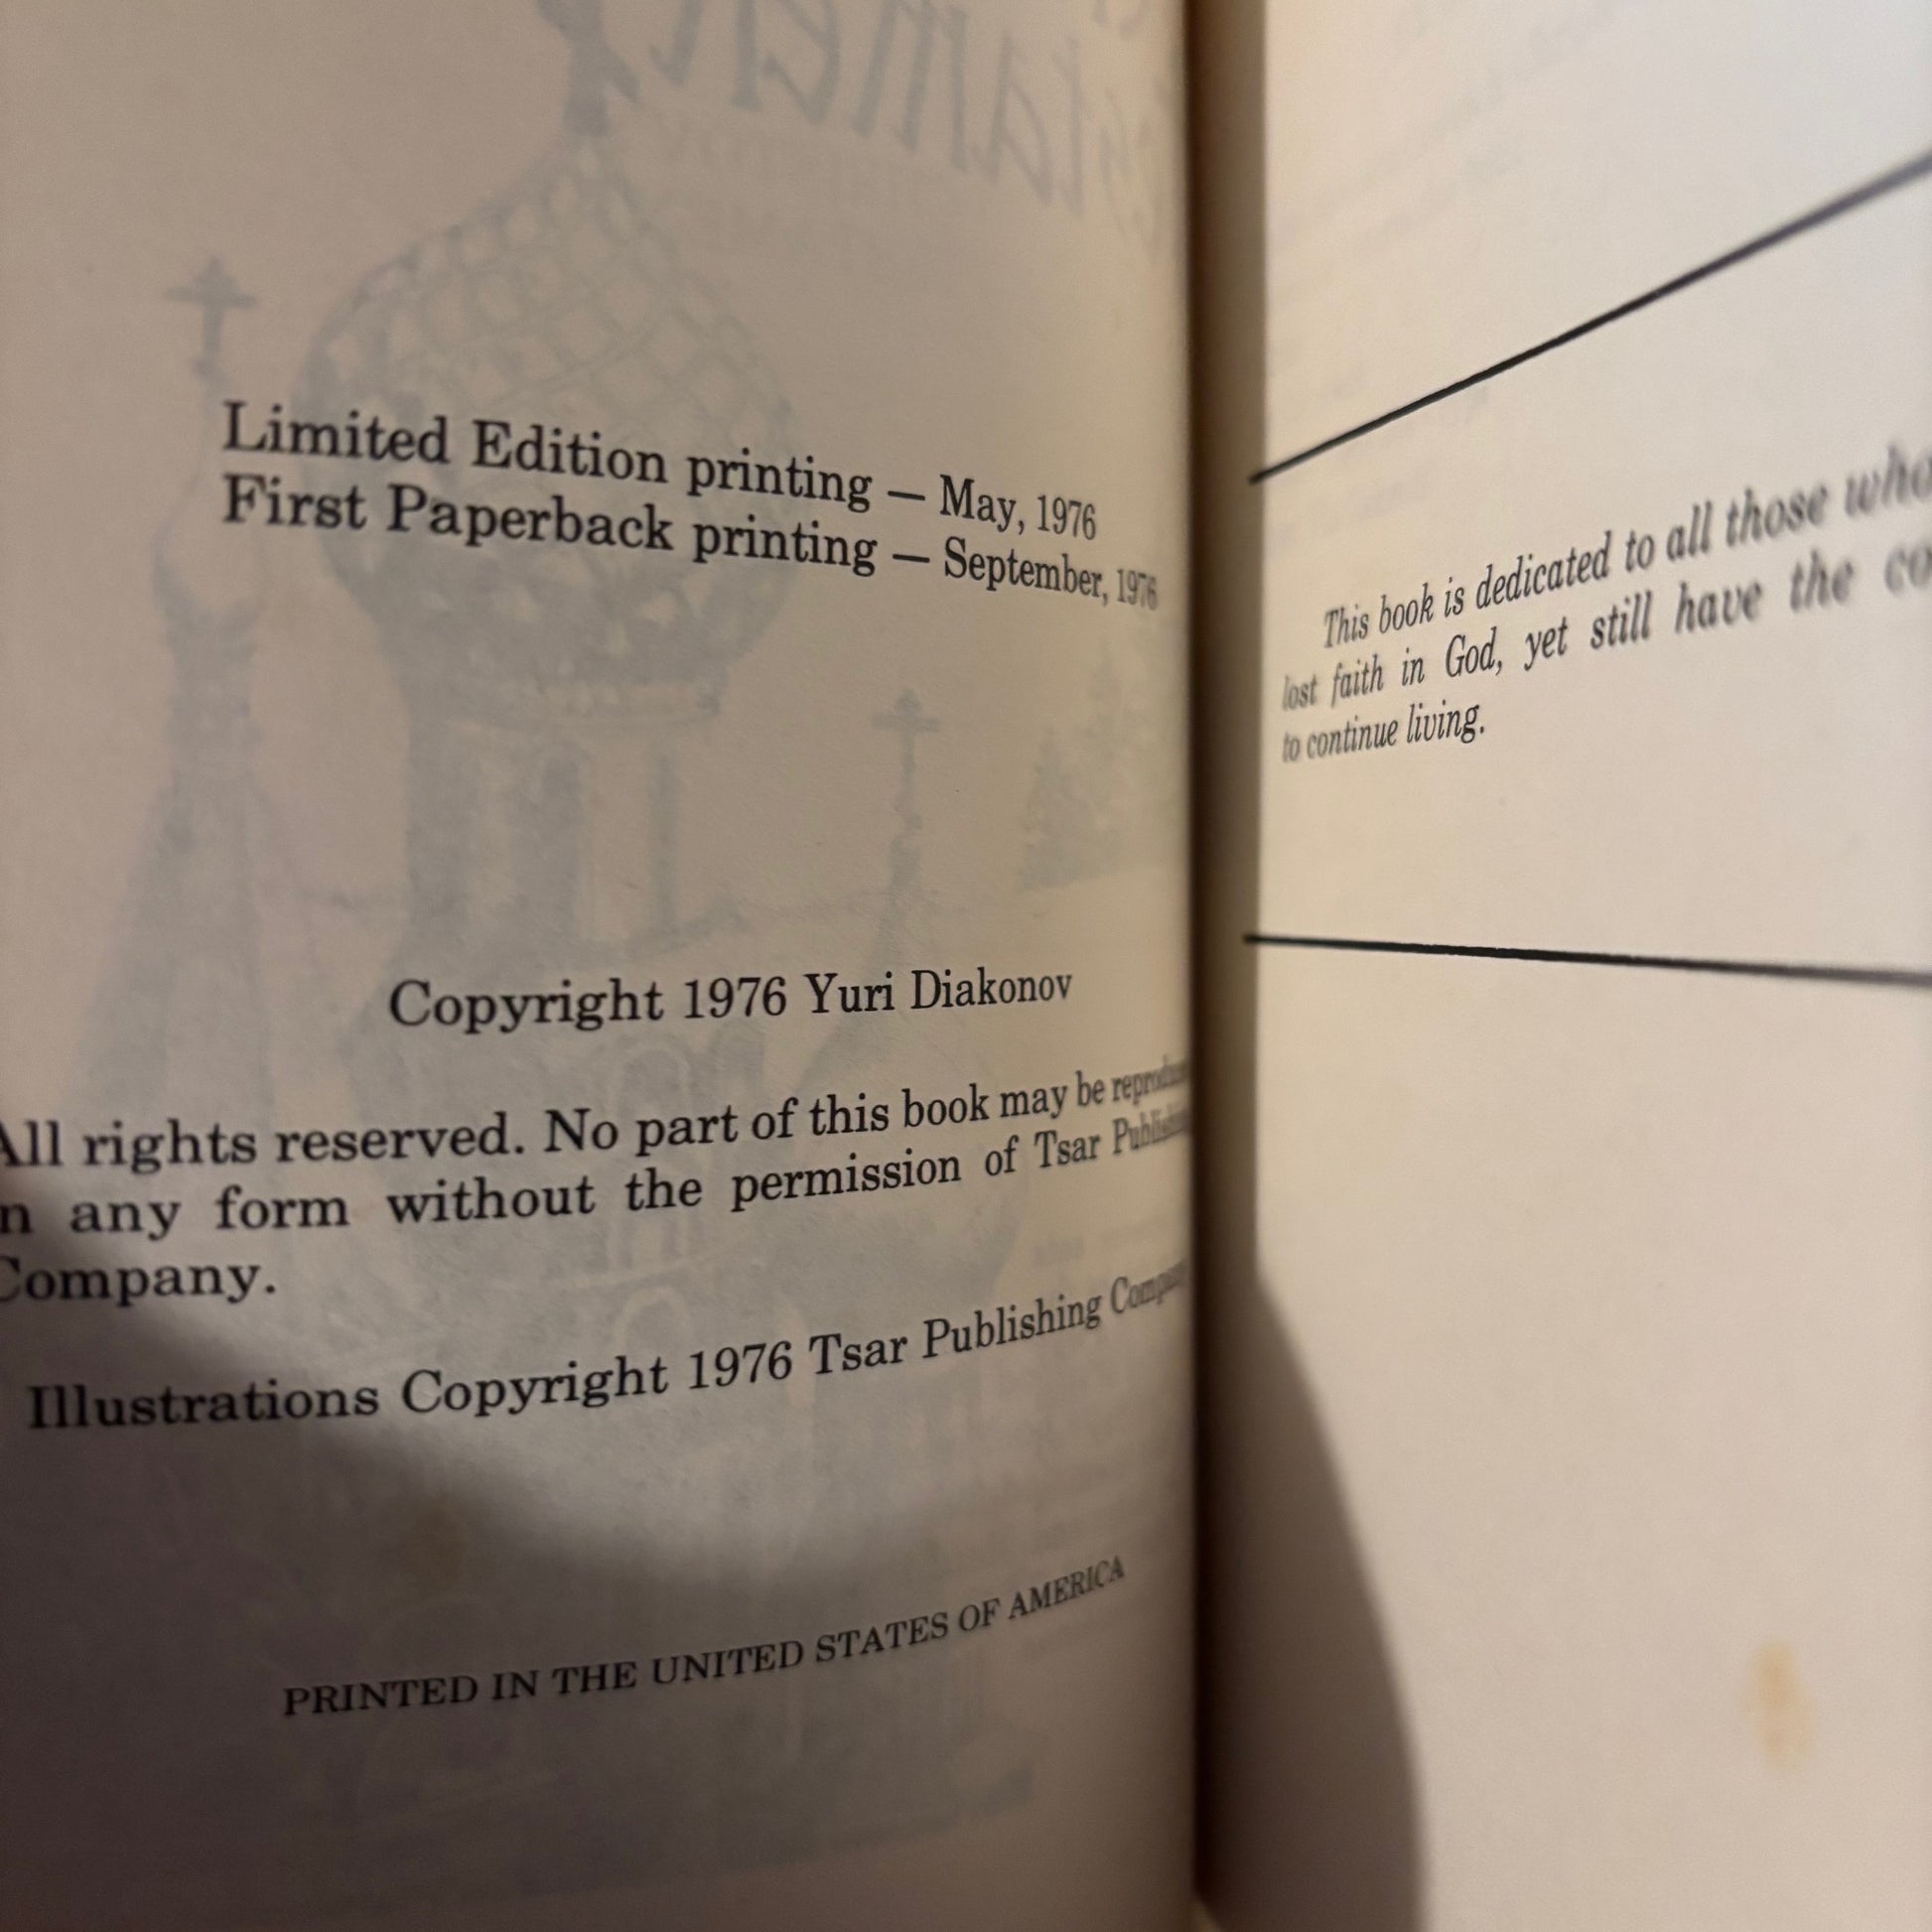 Limited Edition printing — May, 1976
First Paperback printing — September, 1976
Copyright 1976 Yuri Diakonov
All rights reserved. No part of this book may be
in any form without the permission of Tsar
Company.
Illustrations Copyright 1976 Tsar Publishing Company
PRINTED IN THE UNITED STATES OF AMERICA
This book is dedicated to all those who
lost faith in God, yet still have the
to continue living.